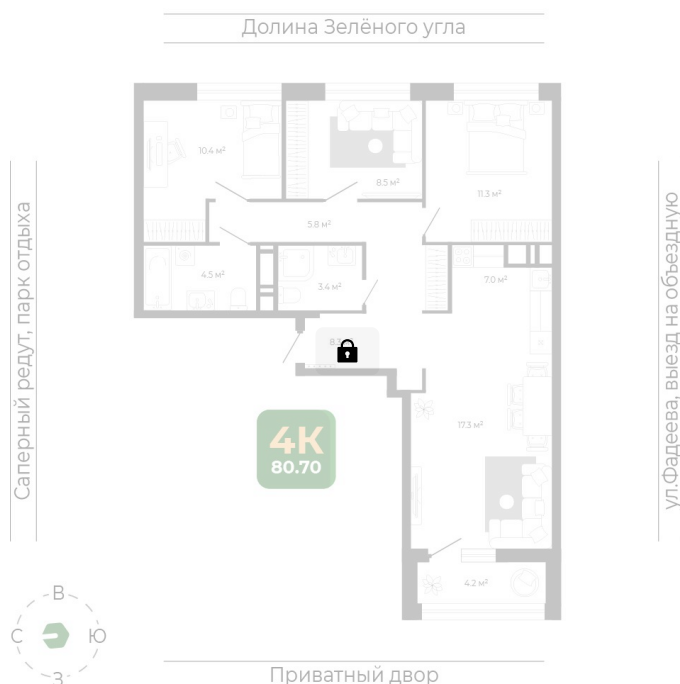 Долина Зелёного угла
Саперный редут, парк отдыха
ул.Фадеева, выезд на объездную
10.4 м²
8.5 м²
11.3 м²
5.8 м²
4.5 м²
3.4 м²
7.0 м²
17.3 м²
4К
80.70
4.2 м²
В
С
Ю
З
Приватный двор